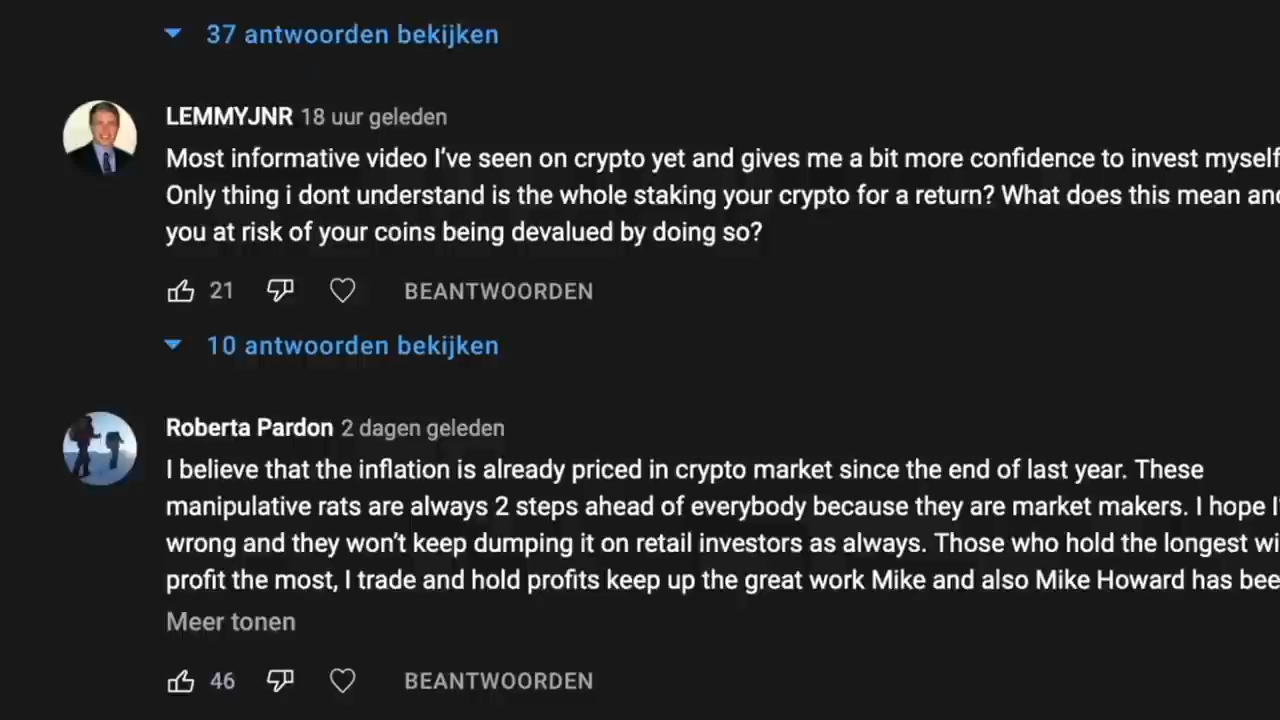 37 antwoorden bekijken
LEMMYJNR 18 uur geleden
Most informative video I've seen on crypto yet and gives me a bit more confidence to invest myself
Only thing i dont understand is the whole staking your crypto for a return? What does this mean and
you at risk of your coins being devalued by doing so?
21 BEANTWOORDEN
10 antwoorden bekijken
Roberta Pardon 2 dagen geleden
I believe that the inflation is already priced in crypto market since the end of last year. These
manipulative rats are always 2 steps ahead of everybody because they are market makers. I hope I'
wrong and they won't keep dumping it on retail investors as always. Those who hold the longest wi
profit the most, I trade and hold profits keep up the great work Mike and also Mike Howard has bee
Meer tonen
46 BEANTWOORDEN